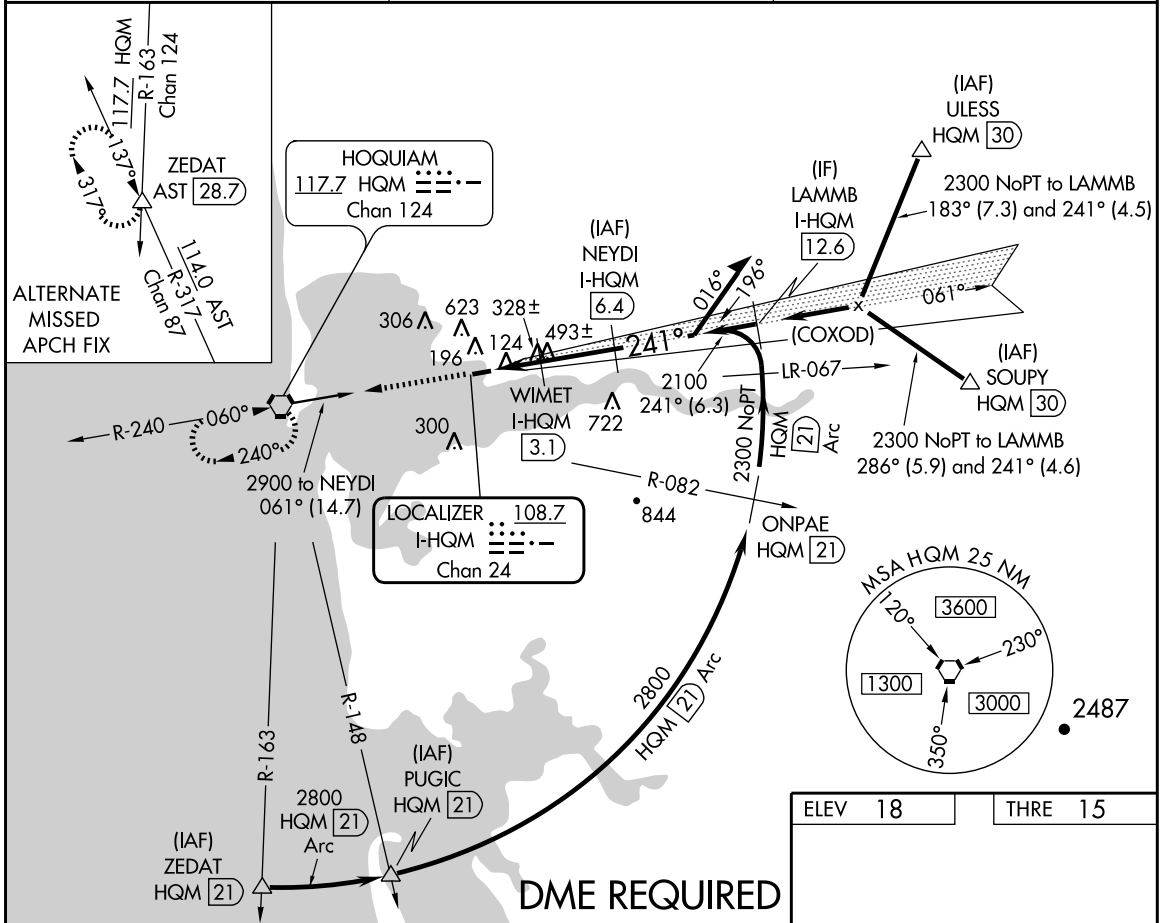 117.7 HQM
R-163
Chan 124
137°
317°
ZEDAT
AST 28.7
114.0 AST
R-317
Chan 87
ALTERNATE
MISSED
APCH FIX
HOQUIAM
117.7 HQM
Chan 124
(IAF)
ULESS
HQM 30
2300 NoPT to LAMMB
183° (7.3) and 241° (4.5)
(IF)
LAMMB
I-HQM
12.6
(IAF)
NEYDI
I-HQM
6.4
016°
196°
061°
(COXOD)
306
623
328±
196
124
493±
241°
2100
241° (6.3)
LR-067
(IAF)
SOUPY
HQM 30
2300 NoPT to LAMMB
286° (5.9) and 241° (4.6)
WIMET
I-HQM
3.1
722
300
R-240
060°
240°
2900 to NEYDI
061° (14.7)
2300 NoPT
HQM 21 Arc
R-082
844
ONPAE
HQM 21
LOCALIZER 108.7
I-HQM
Chan 24
MSA HQM 25 NM
120°
3600
230°
1300
3000
350°
2487
R-163
R-148
2800
HQM 21 Arc
(IAF)
PUGIC
HQM 21
2800
HQM 21
Arc
(IAF)
ZEDAT
HQM 21
DME REQUIRED
ELEV 18
THRE 15